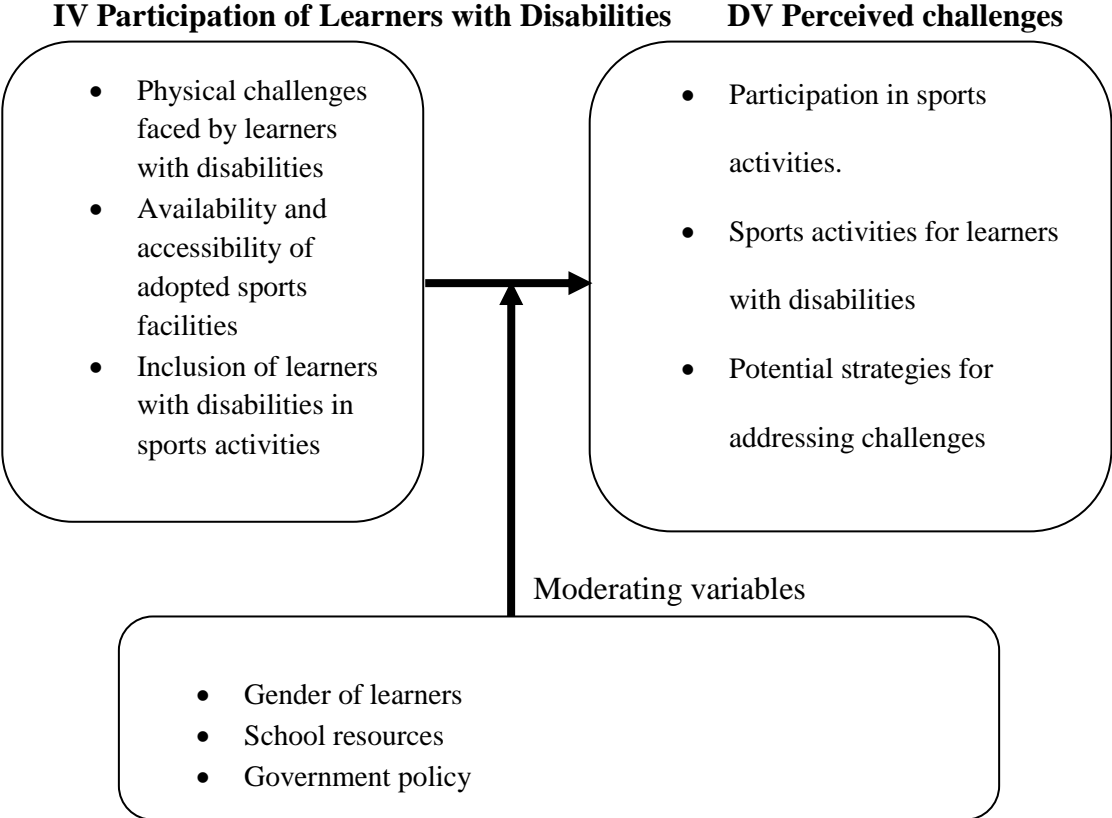 IV Participation of Learners with Disabilities
DV Perceived challenges
• Physical challenges
faced by learners
with disabilities
• Availability and
accessibility of
adopted sports
facilities
• Inclusion of learners
with disabilities in
sports activities
• Participation in sports
activities.
• Sports activities for learners
with disabilities
• Potential strategies for
addressing challenges
Moderating variables
• Gender of learners
• School resources
• Government policy